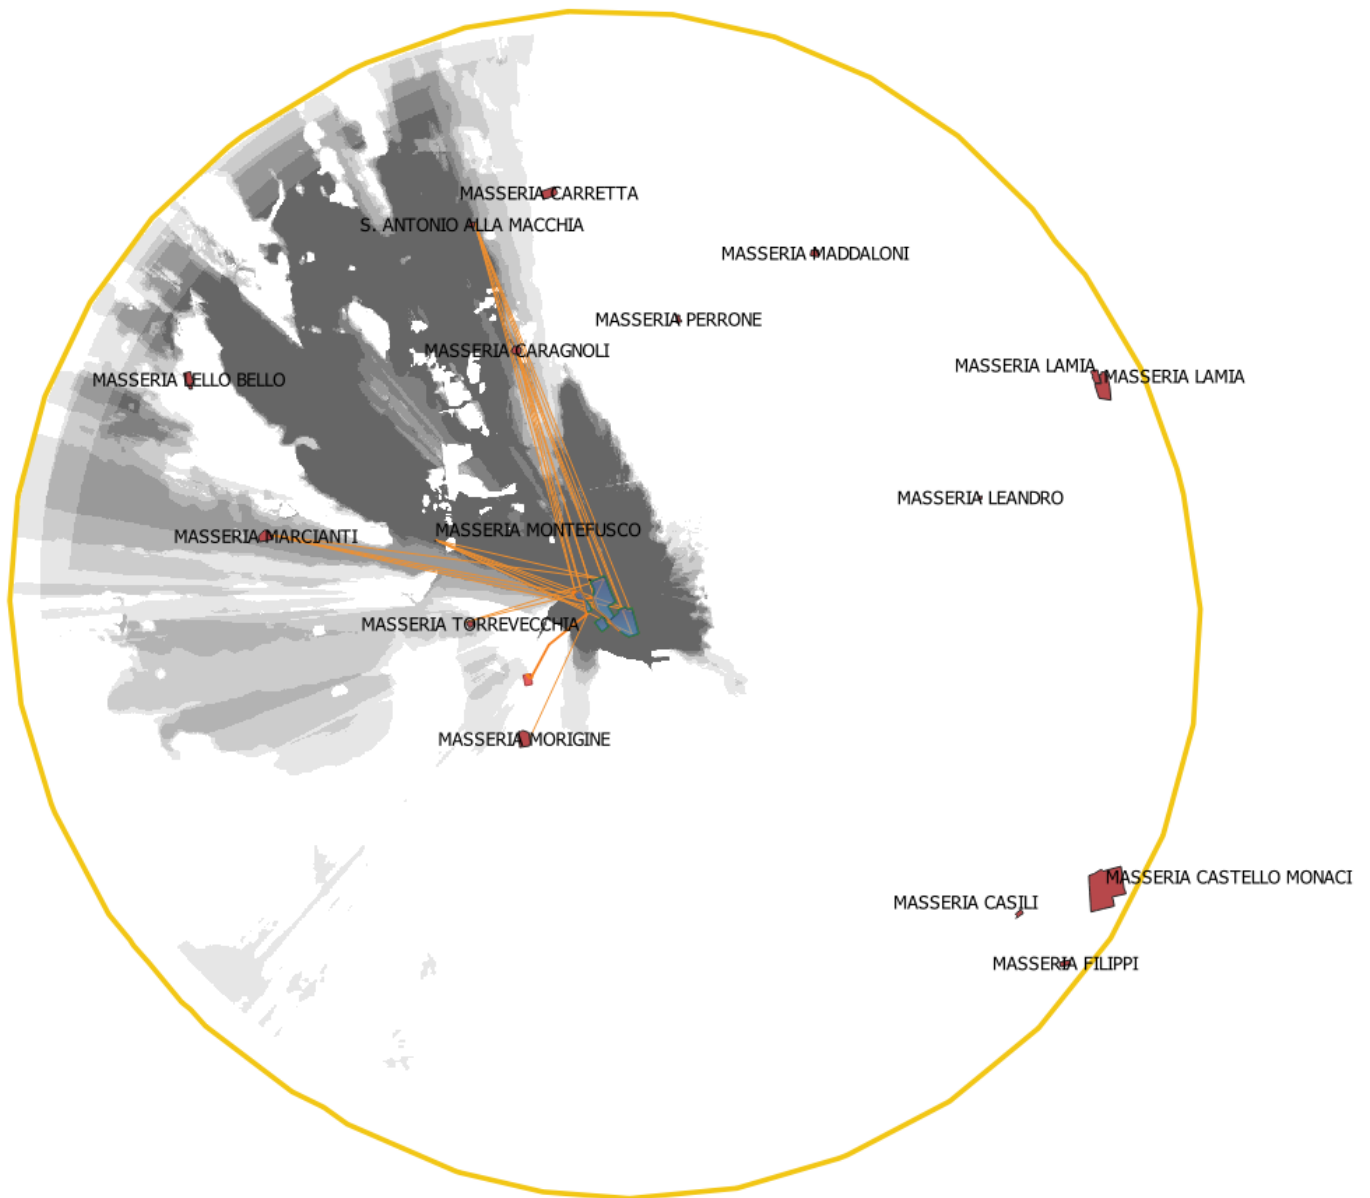 MASSERIA CARRETTA
S. ANTONIO ALLA MACCHIA
MASSERIA MADDALONI
MASSERIA PERRONE
MASSERIA CARAGNOLI
MASSERIA LAMIA
MASSERIA LAMIA
MASSERIA LELLO BELLO
MASSERIA LEANDRO
MASSERIA MONTEFUSCO
MASSERIA MARCIANTI
MASSERIA TORREVECCHIA
MASSERIA MORIGINE
MASSERIA CASTELLO MONACI
MASSERIA CASILI
MASSERIA FILIPPI